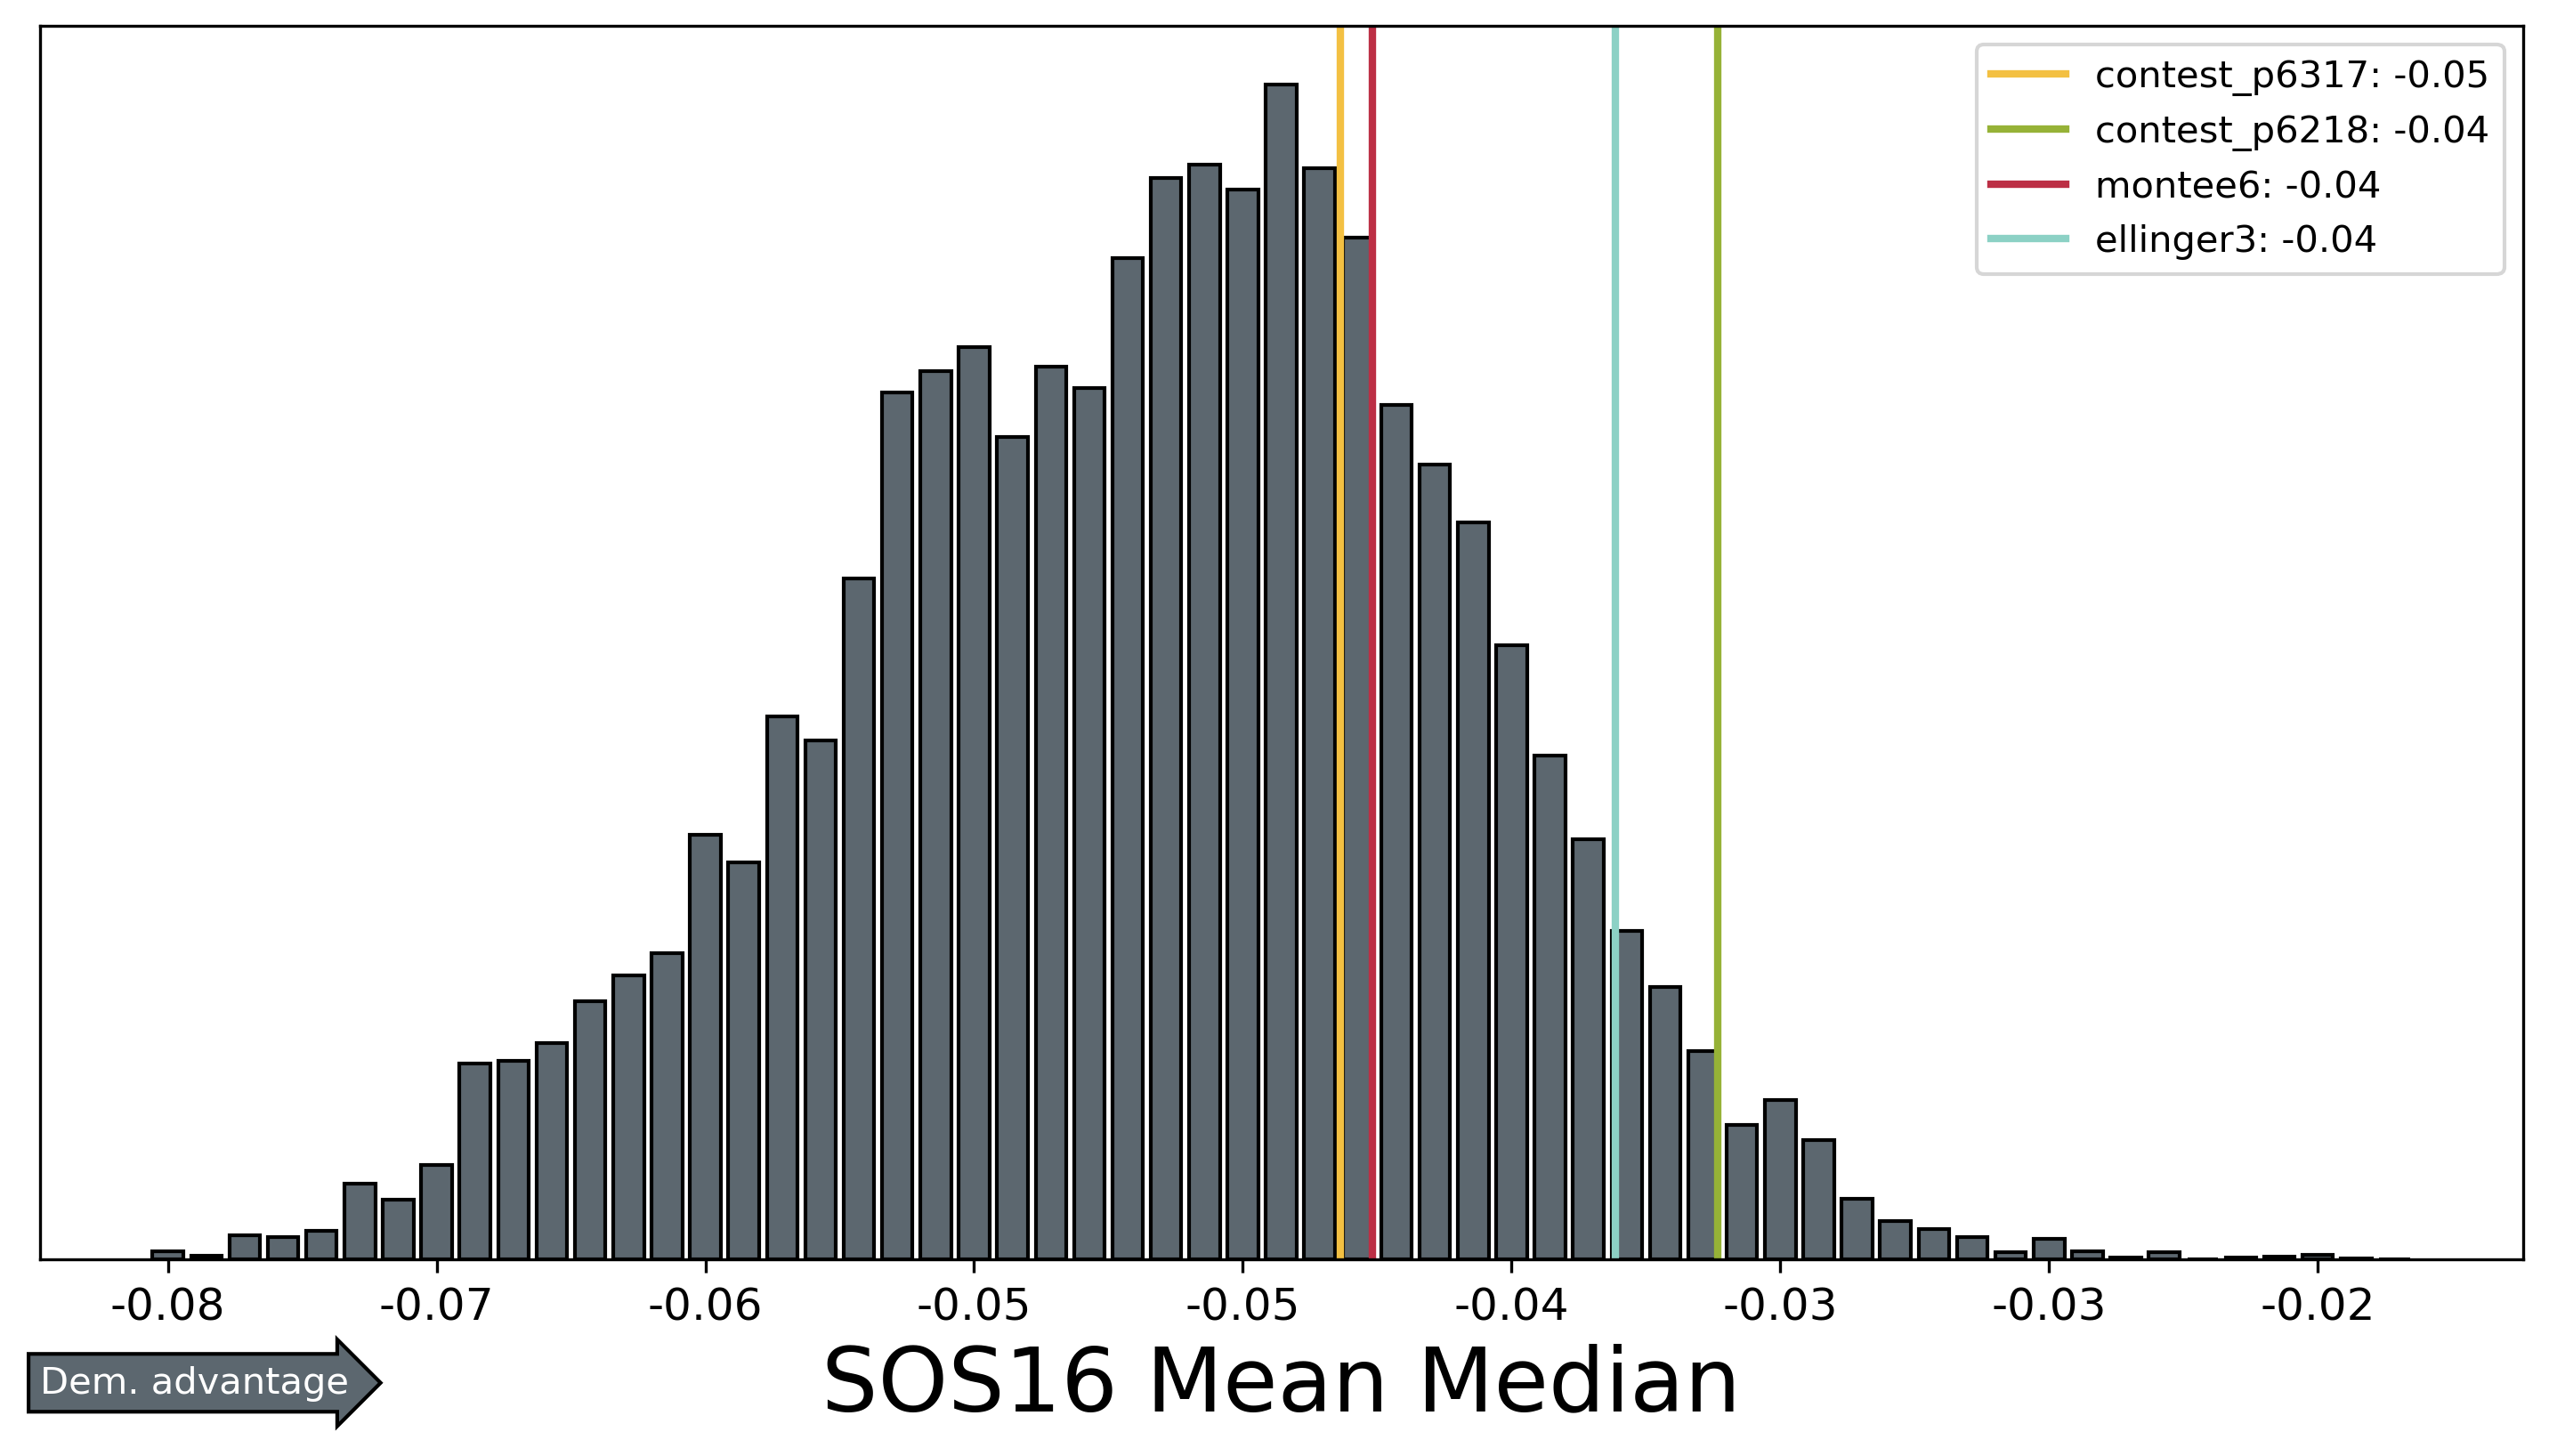 contest_p6317: -0.05
contest_p6218: -0.04
montee6: -0.04
ellinger3: -0.04
-0.08 -0.07 -0.06 -0.05 -0.05 -0.04 -0.03 -0.03 -0.02
Dem. advantage
SOS16 Mean Median